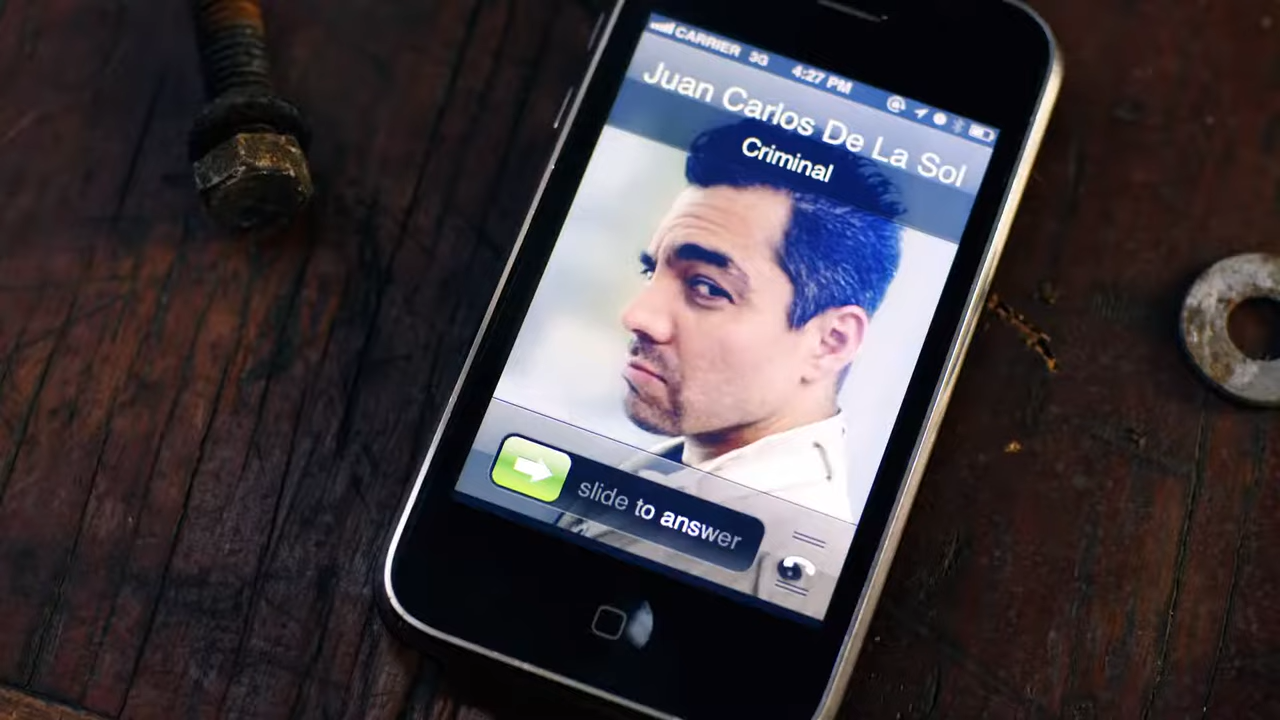 CARRIER 3G 4:27 PM
Juan Carlos De La Sol
Criminal
slide to answer